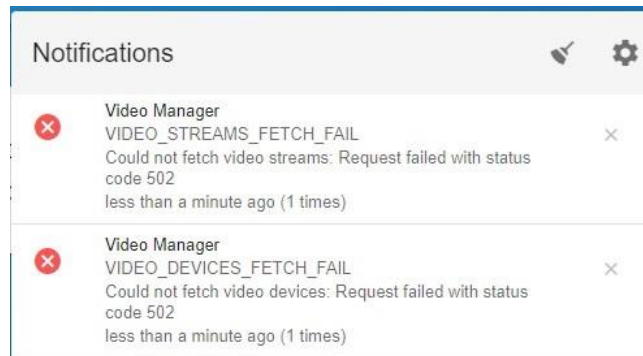 Notifications
Video Manager
VIDEO_STREAMS_FETCH_FAIL
Could not fetch video streams: Request failed with status
code 502
less than a minute ago (1 times)
Video Manager
VIDEO_DEVICES_FETCH_FAIL
Could not fetch video devices: Request failed with status
code 502
less than a minute ago (1 times)